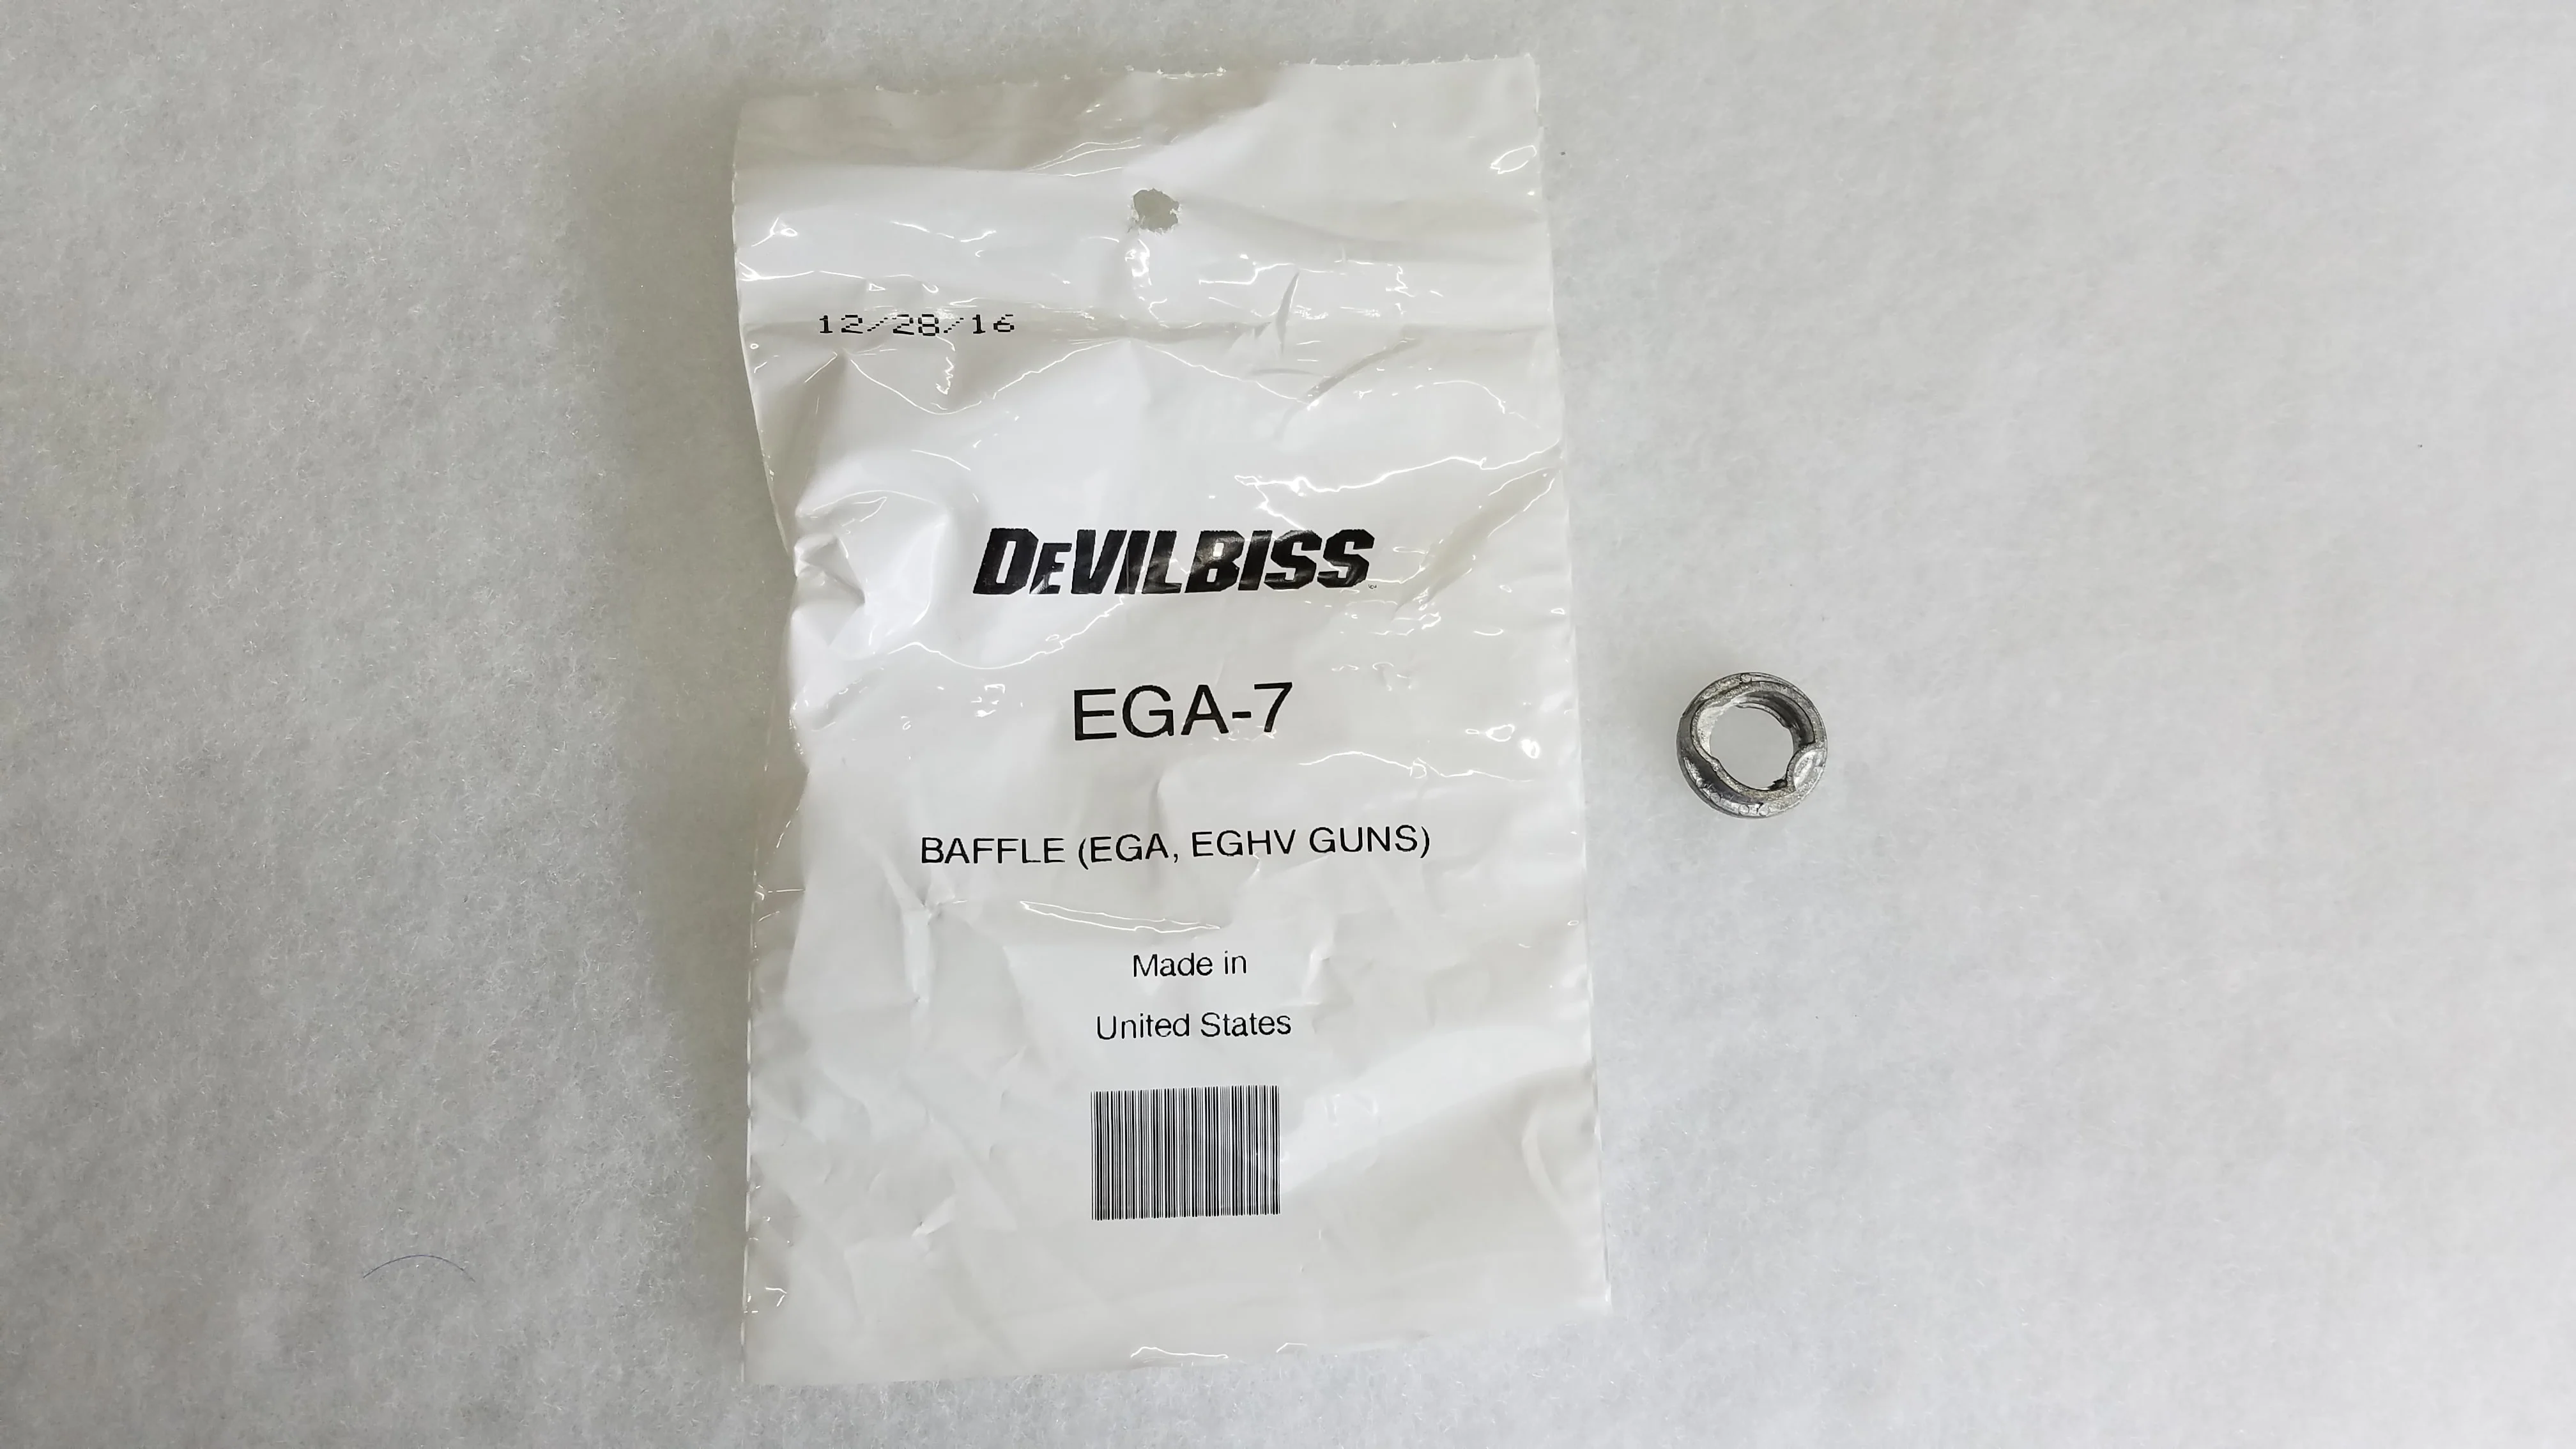 12/28/16
DEVILBISS
EGA-7
BAFFLE (EGA, EGHV GUNS)
Made in
United States